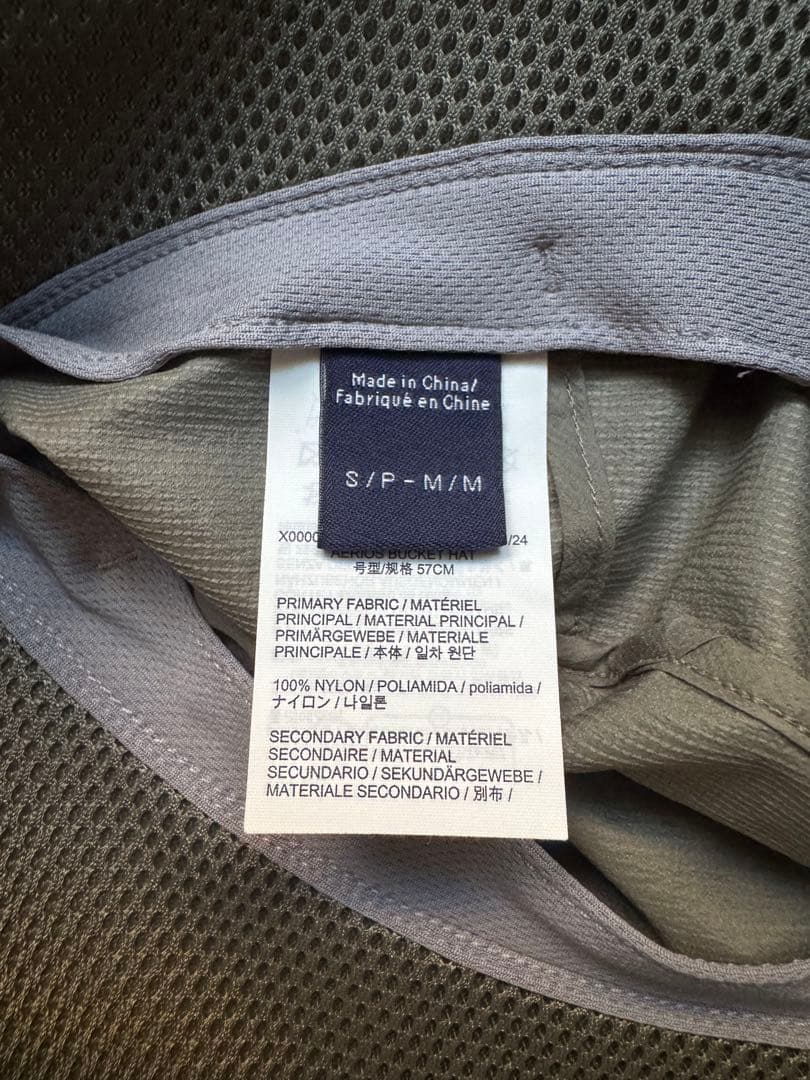 Made in China/
Fabriqué en Chine
S/P - M/M
X0000 /24
AERIOS BUCKET HAT
号型/规格 57CM
PRIMARY FABRIC / MATÉRIEL
PRINCIPAL / MATERIAL PRINCIPAL /
PRIMÄRGEWEBE / MATERIALE
PRINCIPALE / 本体 / 일차 원단
100% NYLON / POLIAMIDA / poliamida /
ナイロン / 나일론
SECONDARY FABRIC / MATÉRIEL
SECONDAIRE / MATERIAL
SECUNDARIO / SEKUNDÄRGEWEBE /
MATERIALE SECONDARIO / 別布 /